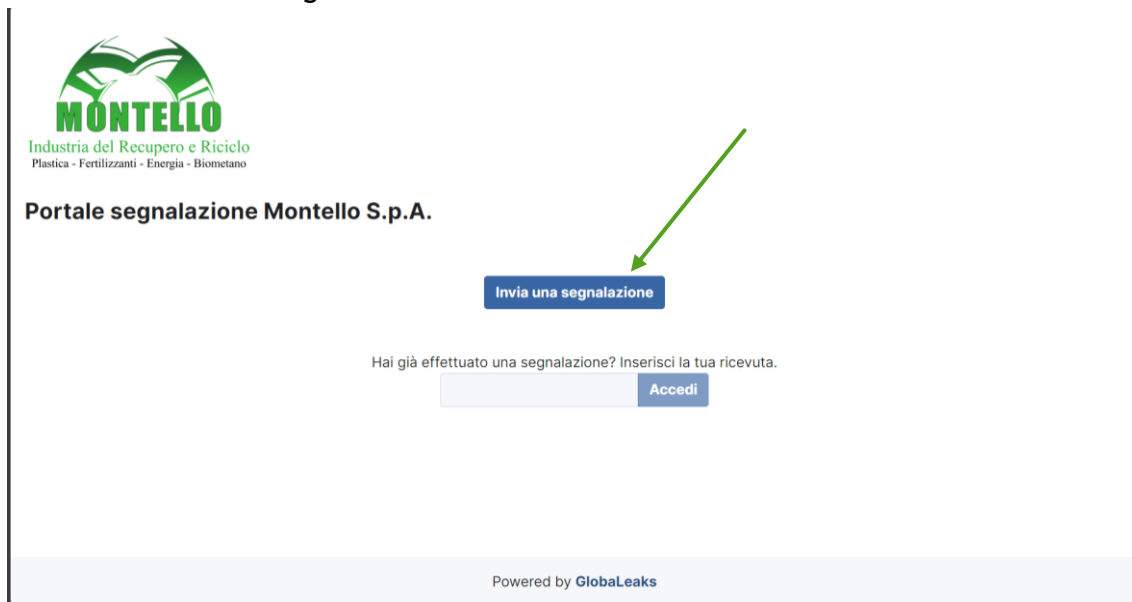 MONTELLO
Industria del Recupero e Riciclo
Plastica - Fertilizzanti - Energia - Biometano
Portale segnalazione Montello S.p.A.
Invia una segnalazione
Hai già effettuato una segnalazione? Inserisci la tua ricevuta.
Accedi
Powered by GlobaLeaks